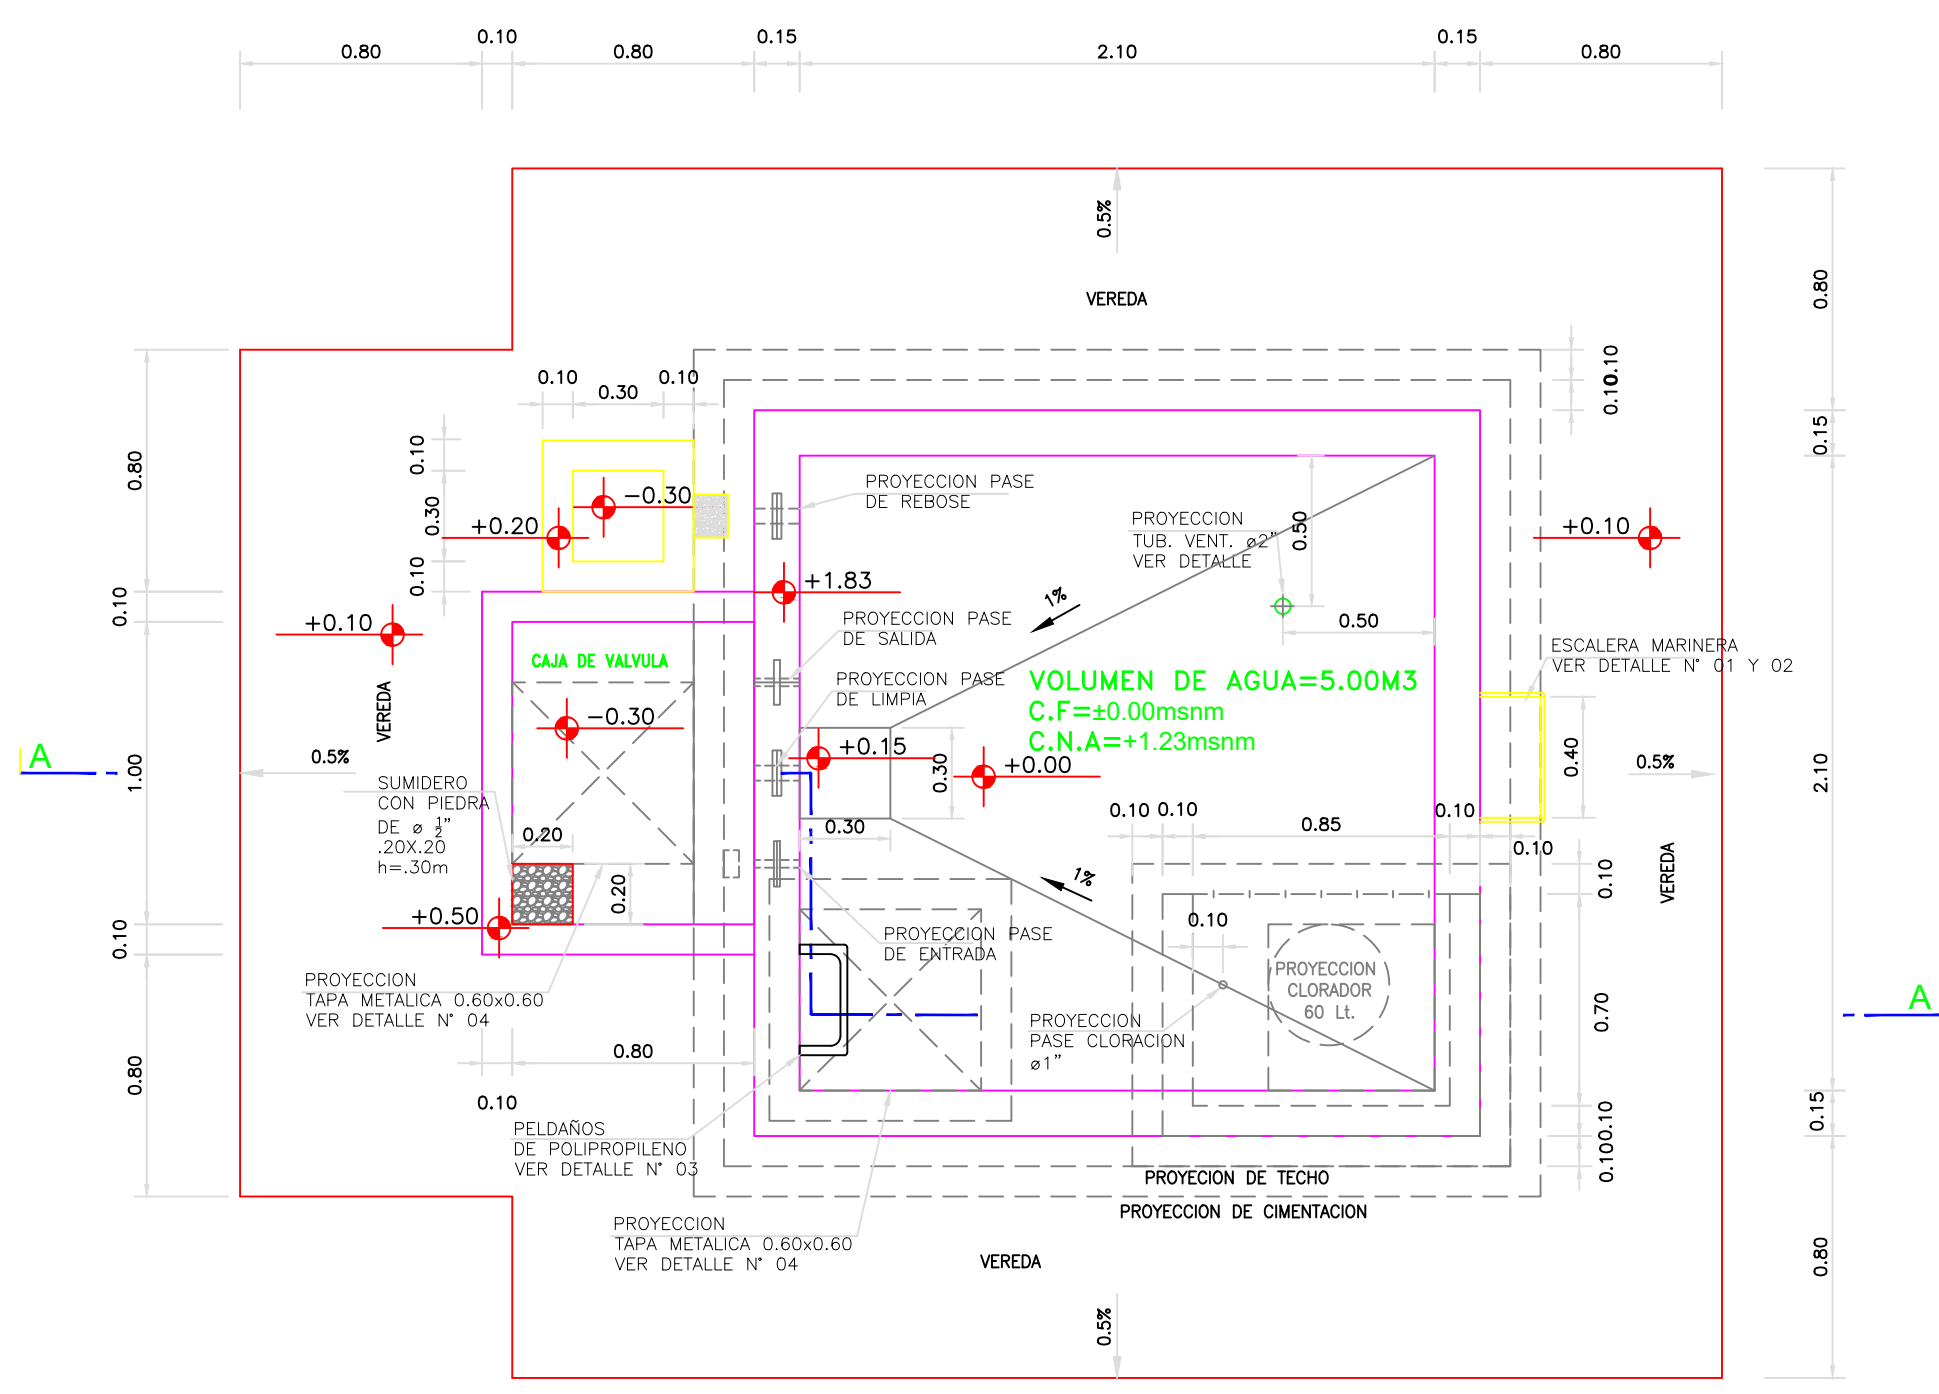 0.80
0.10
0.80
0.15
2.10
0.15
0.80
0.5%
VEREDA
0.80
0.10
0.10
0.10
0.30
0.10
0.15
0.80
0.10
0.30
0.10
PROYECCION PASE
DE REBOSE
-0.30
+0.20
PROYECCION
TUB. VENT. ø2"
VER DETALLE
0.50
+0.10
+1.83
1%
0.10
+0.10
PROYECCION PASE
DE SALIDA
0.50
ESCALERA MARINERA
VER DETALLE N° 01 Y 02
CAJA DE VALVULA
PROYECCION PASE
DE LIMPIA
VOLUMEN DE AGUA=5.00M3
C.F=±0.00msnm
C.N.A=+1.23msnm
VEREDA
-0.30
A
0.5%
+0.15
+0.00
0.30
0.40
0.5%
1.00
2.10
SUMIDERO
CON PIEDRA
DE ø ½"
.20X.20
h=.30m
0.20
0.30
0.10
0.10
0.85
0.10
0.10
0.20
1%
0.10
VEREDA
+0.50
0.10
0.10
PROYECCION PASE
DE ENTRADA
PROYECCION
CLORADOR
60 Lt.
PROYECCION
TAPA METALICA 0.60x0.60
VER DETALLE N° 04
A
0.70
PROYECCION
PASE CLORACION
ø1"
0.80
0.80
0.10
PELDAÑOS
DE POLIPROPILENO
VER DETALLE N° 03
0.10
0.10
0.15
PROYECION DE TECHO
PROYECCION DE CIMENTACION
PROYECCION
TAPA METALICA 0.60x0.60
VER DETALLE N° 04
VEREDA
0.80
0.5%